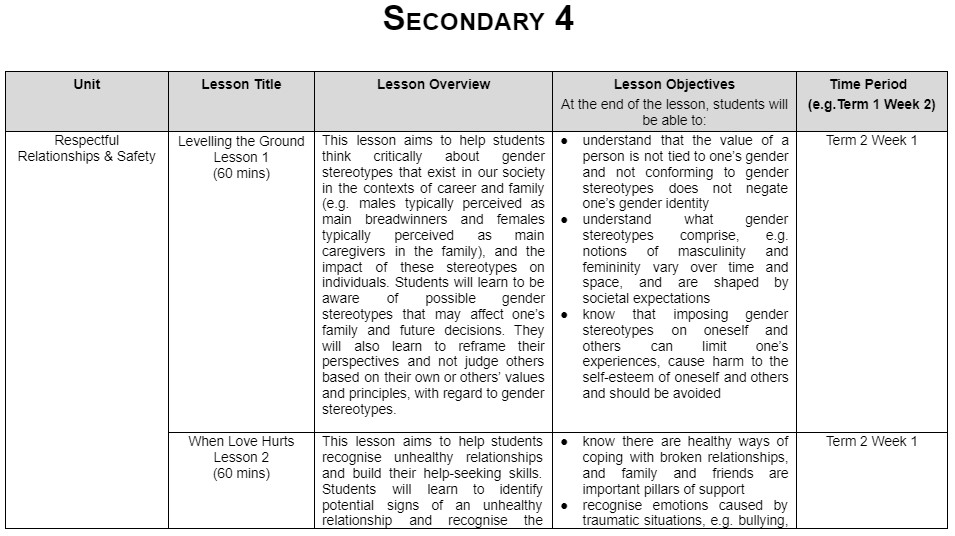 SECONDARY 4
Unit
Lesson Title
Lesson Overview
Lesson Objectives
At the end of the lesson, students will
be able to:
Time Period
(e.g.Term 1 Week 2)
Respectful
Relationships & Safety
Levelling the Ground
Lesson 1
(60 mins)
This lesson aims to help students
think critically about gender
stereotypes that exist in our society
in the contexts of career and family
(e.g. males typically perceived as
main breadwinners and females
typically perceived as main
caregivers in the family), and the
impact of these stereotypes on
individuals. Students will learn to be
aware of possible gender
stereotypes that may affect one's
family and future decisions. They
will also learn to reframe their
perspectives and not judge others
based on their own or others' values
and principles, with regard to gender
stereotypes.
● understand that the value of a
person is not tied to one's gender
and not conforming to gender
stereotypes does not negate
one's gender identity
● understand what gender
stereotypes comprise, e.g.
notions of masculinity and
femininity vary over time and
space, and are shaped by
societal expectations
● know that imposing gender
stereotypes on oneself and
others can limit one's
experiences, cause harm to the
self-esteem of oneself and others
and should be avoided
Term 2 Week 1
When Love Hurts
Lesson 2
(60 mins)
This lesson aims to help students
recognise unhealthy relationships
and build their help-seeking skills.
Students will learn to identify
potential signs of an unhealthy
relationship and recognise the
● know there are healthy ways of
coping with broken relationships,
and family and friends are
important pillars of support
● recognise emotions caused by
traumatic situations, e.g. bullying,
Term 2 Week 1